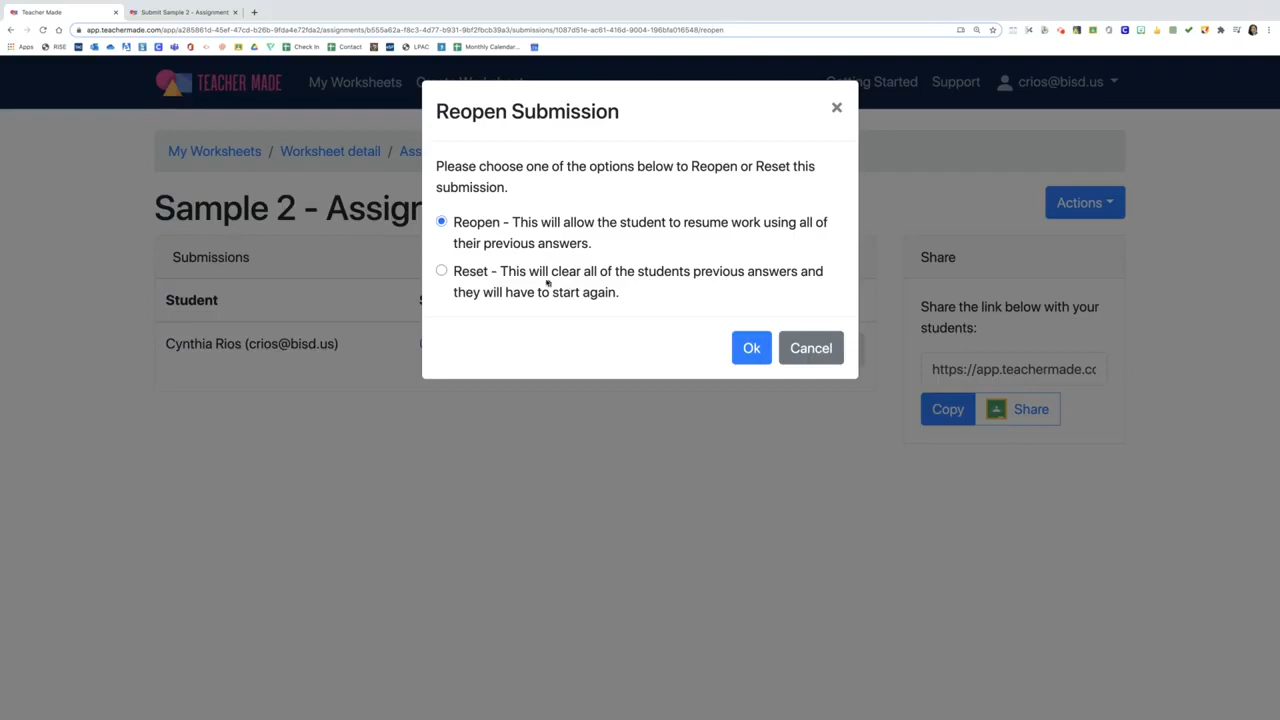 Teacher Made
Submit Sample 2 - Assignment
app.teachermade.com/app/a285861d-45ef-47cd-b26b-9fda4e72fda2/assignments/b555a62a-f8c3-4d77-b931-9bf2fbcb39a3/submissions/1087d51e-ac61-416d-9004-196bfa016548/reopen
Apps RISE Check In Contact LPAC Monthly Calendar...
TEACHER MADE My Worksheets Getting Started Support crios@bisd.us
Reopen Submission
My Worksheets / Worksheet detail / Ass
Please choose one of the options below to Reopen or Reset this
submission.
Sample 2 - Assign
Actions
Reopen - This will allow the student to resume work using all of
their previous answers.
Submissions
Share
Reset - This will clear all of the students previous answers and
they will have to start again.
Student
Share the link below with your
students:
Cynthia Rios (crios@bisd.us)
Ok Cancel
https://app.teachermade.co
Copy Share